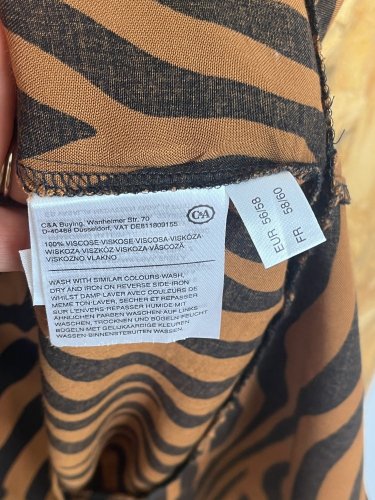 C&A Buying, Wanheimer Str. 70
D-40468 Düsseldorf, VAT DE811809155
100% VISCOSE-VISKOSE-VISCOSA-VISKÓZA
WISKOZA-VISZKÓZ-VISKOZA-VÂSCOZĂ
VISKOZNO VLAKNO
C&A
EUR 56/58
FR 58/60
WASH WITH SIMILAR COLOURS-WASH,
DRY AND IRON ON REVERSE SIDE-IRON
WHILST DAMP-LAVER AVEC COULEURS DE
MEME TON-LAVER, SECHER ET REPASSER
SUR L'ENVERS-REPASSER HUMIDE-MIT
ÄHNLICHEN FARBEN WASCHEN-AUF LINKS
WASCHEN, TROCKNEN UND BÜGELN-FEUCHT
BÜGELN-MET GELIJKAARDIGE KLEUREN
WASSEN BINNENSTEBUITEN WASSEN,